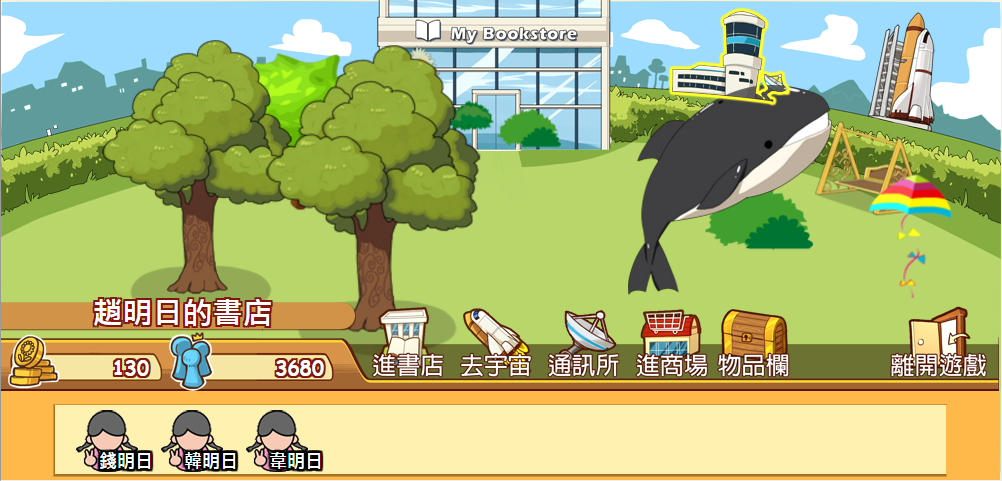 My Bookstore
趙明日的書店
130
3680
進書店
去宇宙
通訊所
進商場
物品欄
離開遊戲
錢明日
韓明日
韋明日